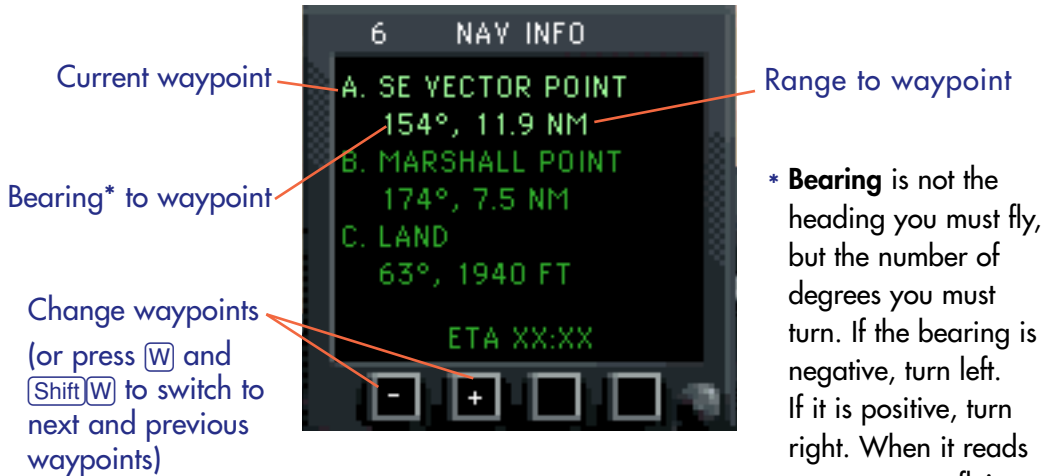 6 NAV INFO
Current waypoint
A. SE VECTOR POINT
Range to waypoint
154°, 11.9 NM
B. MARSHALL POINT
Bearing* to waypoint
174°, 7.5 NM
C. LAND
63°, 1940 FT
ETA XX:XX
- +
Change waypoints
(or press W and
Shift W to switch to
next and previous
waypoints)
* Bearing is not the
heading you must fly,
but the number of
degrees you must
turn. If the bearing is
negative, turn left.
If it is positive, turn
right. When it reads